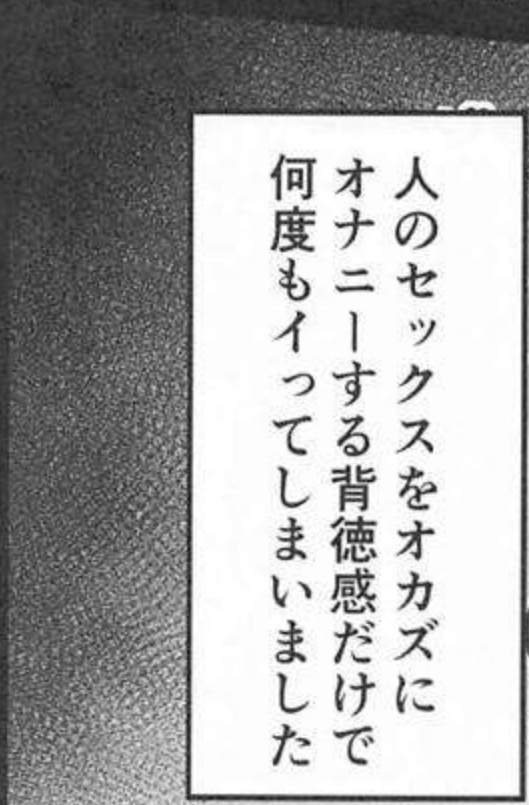 人のセックスをオカズに
オナニーする背徳感だけで
何度もイってしまいました